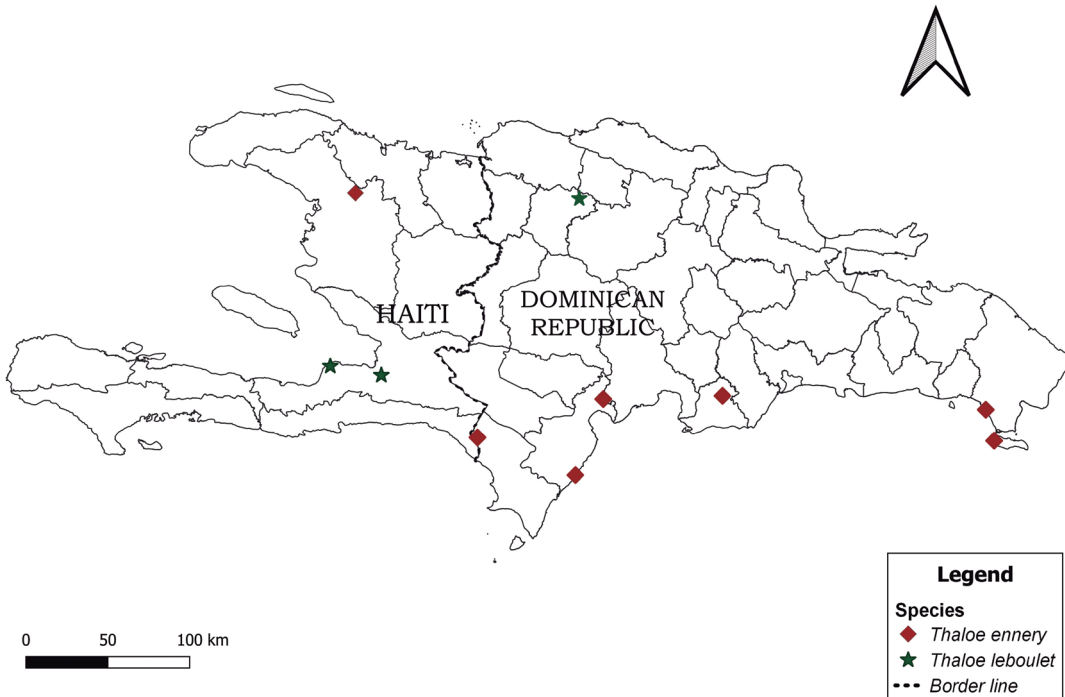 HAITI
DOMINICAN
REPUBLIC
0 50 100 km
Legend
Species
Thaloe ennery
Thaloe leboulet
Border line